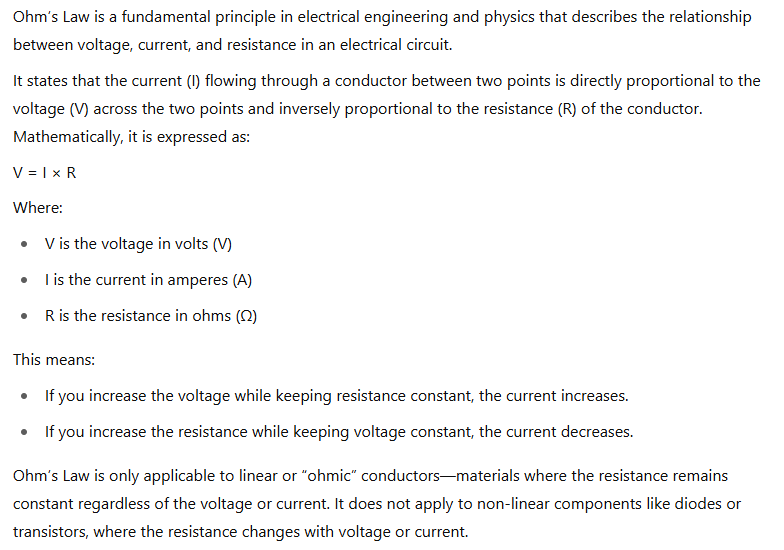 Ohm's Law is a fundamental principle in electrical engineering and physics that describes the relationship
between voltage, current, and resistance in an electrical circuit.
It states that the current (I) flowing through a conductor between two points is directly proportional to the
voltage (V) across the two points and inversely proportional to the resistance (R) of the conductor.
Mathematically, it is expressed as:
V = I × R
Where:
• V is the voltage in volts (V)
• I is the current in amperes (A)
• R is the resistance in ohms (Ω)
This means:
• If you increase the voltage while keeping resistance constant, the current increases.
• If you increase the resistance while keeping voltage constant, the current decreases.
Ohm's Law is only applicable to linear or "ohmic" conductors—materials where the resistance remains
constant regardless of the voltage or current. It does not apply to non-linear components like diodes or
transistors, where the resistance changes with voltage or current.